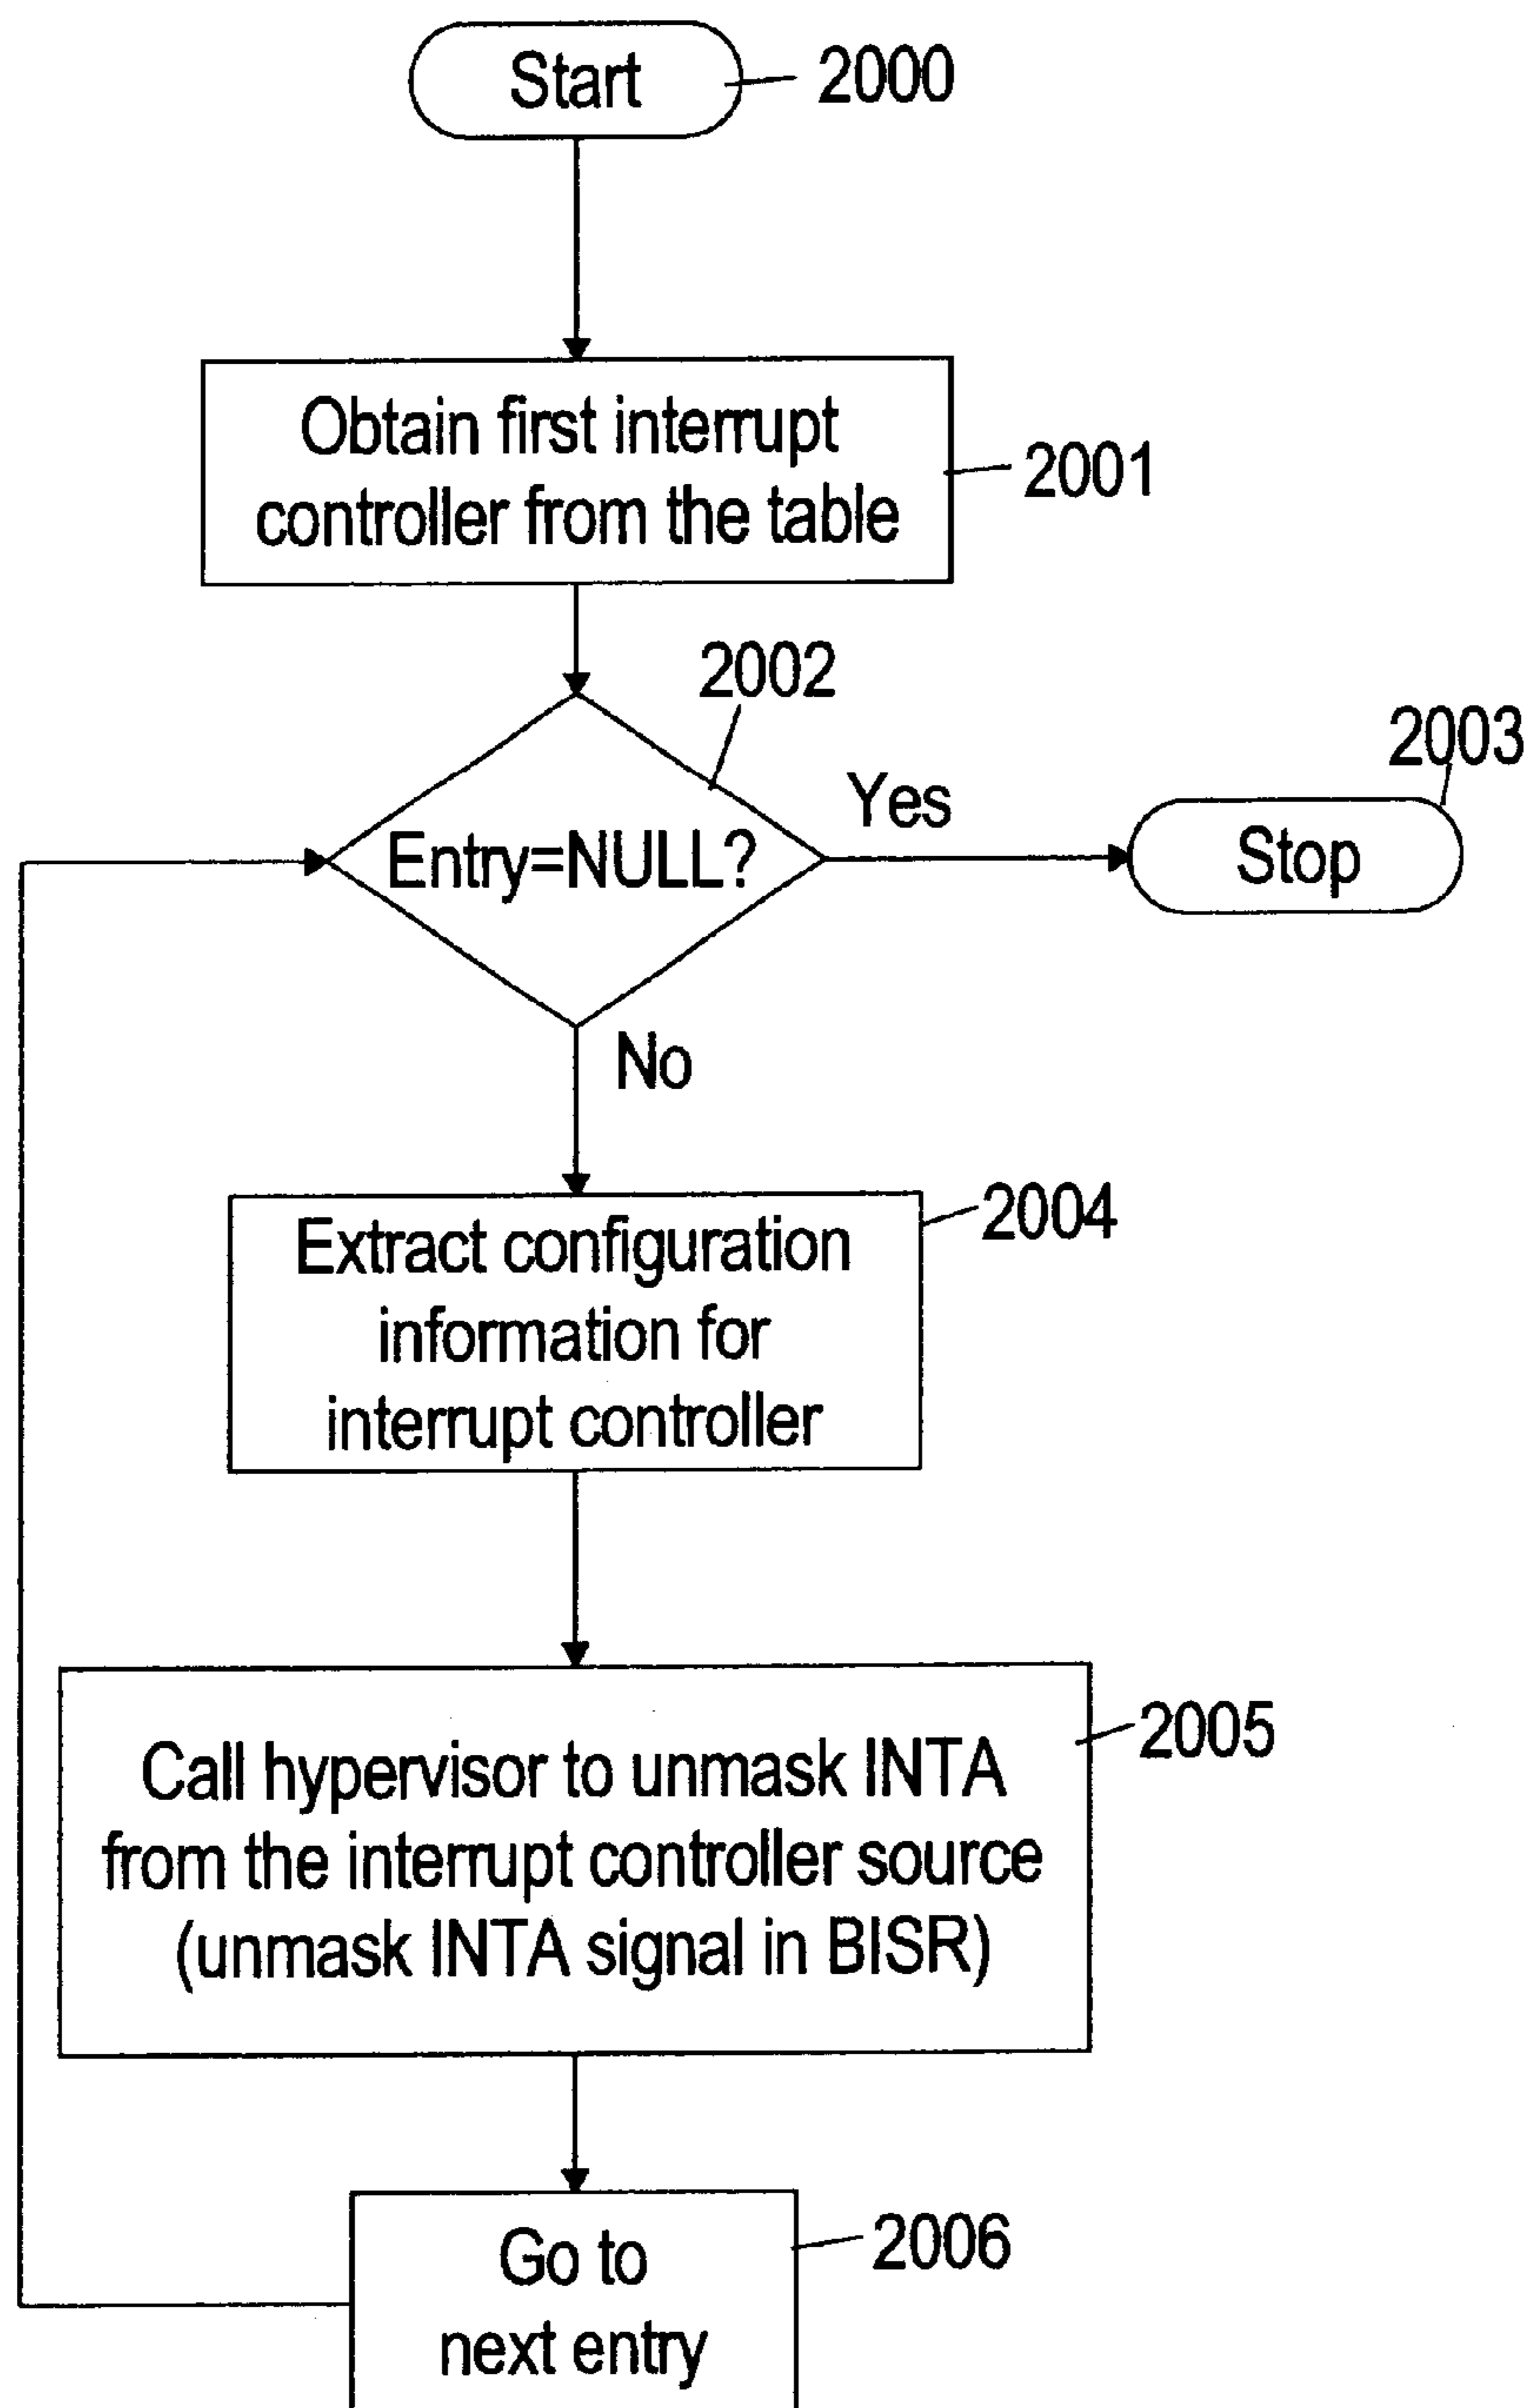 Start
2000
Obtain first interrupt
controller from the table
2001
2002
Entry=NULL?
Yes
2003
Stop
No
Extract configuration
information for
interrupt controller
2004
Call hypervisor to unmask INTA
from the interrupt controller source
(unmask INTA signal in BISR)
2005
Go to
next entry
2006